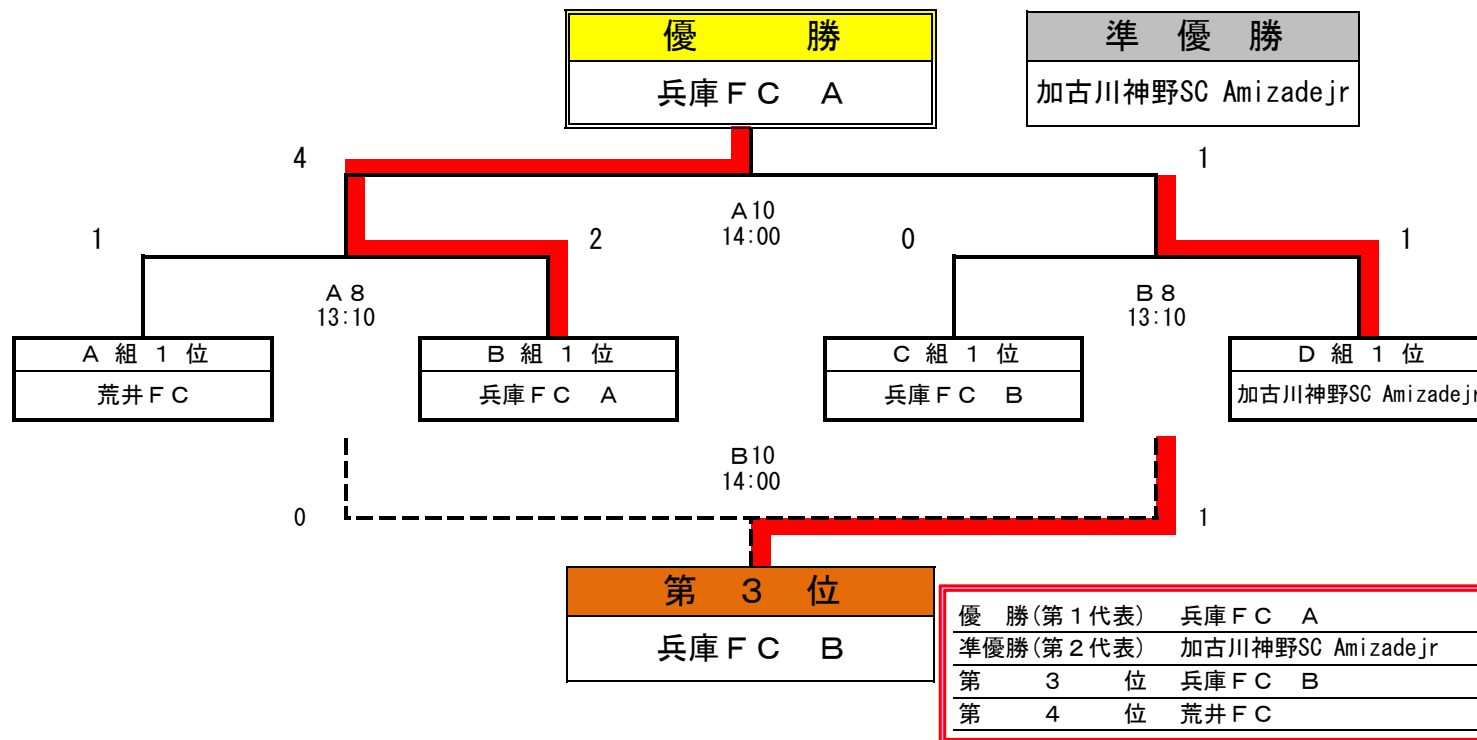 優　勝
準　優　勝
兵庫ＦＣ　Ａ
加古川神野SC Amizadejr
4
1
Ａ10
14:00
1
2
0
1
Ａ８
13:10
Ｂ８
13:10
Ａ 組 １ 位
Ｂ 組 １ 位
Ｃ 組 １ 位
Ｄ 組 １ 位
荒井ＦＣ
兵庫ＦＣ　Ａ
兵庫ＦＣ　Ｂ
加古川神野SC Amizadejr
Ｂ10
14:00
0
1
第　３　位
兵庫ＦＣ　Ｂ
優　勝(第１代表)　兵庫ＦＣ　Ａ
準優勝(第２代表)　加古川神野SC Amizadejr
第　３　位　兵庫ＦＣ　Ｂ
第　４　位　荒井ＦＣ